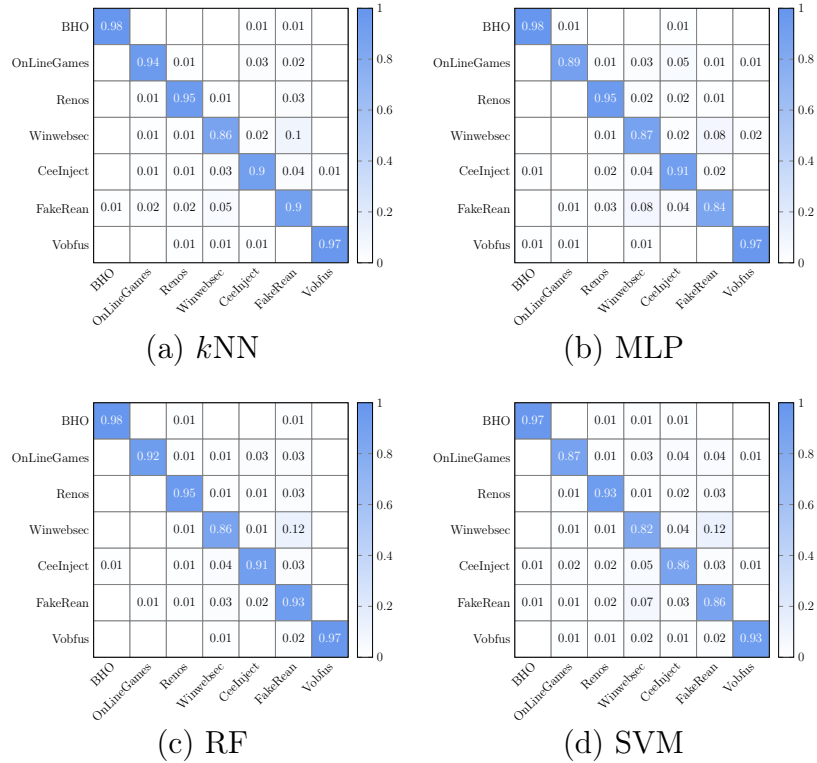 BHO 0.98 0.01 0.01
OnLineGames 0.94 0.01 0.03 0.02
Renos 0.01 0.95 0.01 0.03
Winwebsec 0.01 0.01 0.86 0.02 0.1
CeeInject 0.01 0.01 0.03 0.9 0.04 0.01
FakeRean 0.01 0.02 0.02 0.05 0.9
Vobfus 0.01 0.01 0.01 0.97
BHO OnLineGames Renos Winwebsec CeeInject FakeRean Vobfus
1
0.8
0.6
0.4
0.2
0
(a) kNN
BHO 0.98 0.01 0.01
OnLineGames 0.89 0.01 0.03 0.05 0.01 0.01
Renos 0.95 0.02 0.02 0.01
Winwebsec 0.01 0.87 0.02 0.08 0.02
CeeInject 0.01 0.02 0.04 0.91 0.02
FakeRean 0.01 0.03 0.08 0.04 0.84
Vobfus 0.01 0.01 0.01 0.97
BHO OnLineGames Renos Winwebsec CeeInject FakeRean Vobfus
1
0.8
0.6
0.4
0.2
0
(b) MLP
BHO 0.98 0.01 0.01
OnLineGames 0.92 0.01 0.01 0.03 0.03
Renos 0.95 0.01 0.01 0.03
Winwebsec 0.01 0.86 0.01 0.12
CeeInject 0.01 0.01 0.04 0.91 0.03
FakeRean 0.01 0.01 0.03 0.02 0.93
Vobfus 0.01 0.02 0.97
BHO OnLineGames Renos Winwebsec CeeInject FakeRean Vobfus
1
0.8
0.6
0.4
0.2
0
(c) RF
BHO 0.97 0.01 0.01 0.01
OnLineGames 0.87 0.01 0.03 0.04 0.04 0.01
Renos 0.01 0.93 0.01 0.02 0.03
Winwebsec 0.01 0.01 0.82 0.04 0.12
CeeInject 0.01 0.02 0.02 0.05 0.86 0.03 0.01
FakeRean 0.01 0.01 0.02 0.07 0.03 0.86
Vobfus 0.01 0.01 0.02 0.01 0.02 0.93
BHO OnLineGames Renos Winwebsec CeeInject FakeRean Vobfus
1
0.8
0.6
0.4
0.2
0
(d) SVM